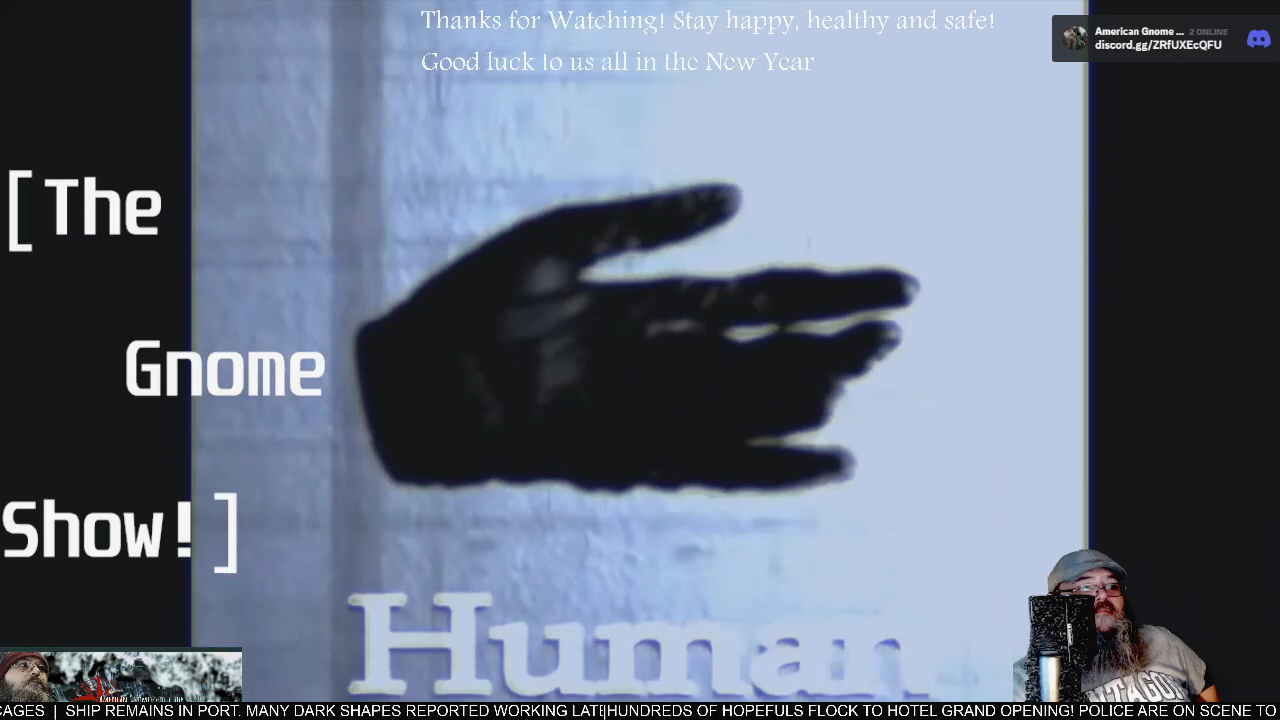 Thanks for Watching! Stay happy, healthy and safe!
Good luck to us all in the New Year
American Gnome ... 2 ONLINE
discord.gg/ZRfUXEcQFU
[The
Gnome
Show!]
Human
CAGES | SHIP REMAINS IN PORT. MANY DARK SHAPES REPORTED WORKING LATE|HUNDREDS OF HOPEFULS FLOCK TO HOTEL GRAND OPENING! POLICE ARE ON SCENE TO